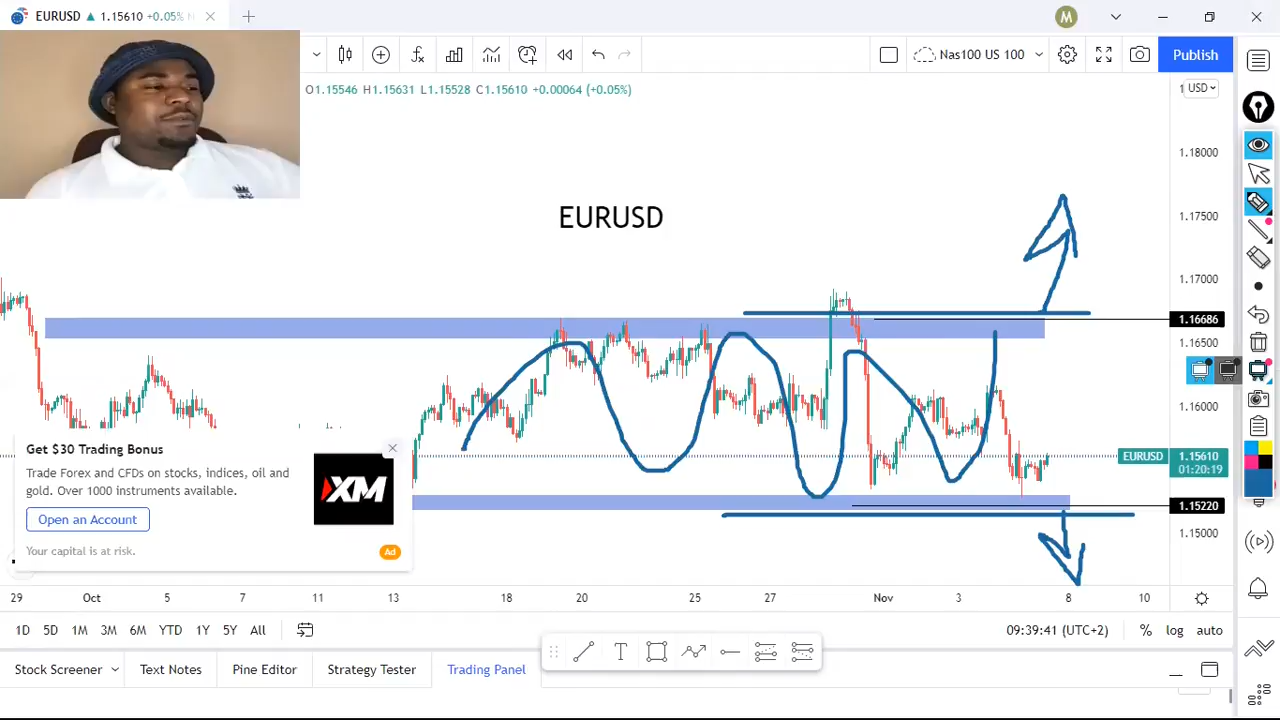 EURUSD ▲ 1.15610 +0.05% N
M
Nas100 US 100
Publish
O1.15546 H1.15631 L1.15528 C1.15610 +0.00064 (+0.05%)
USD
1.18000
EURUSD
1.17500
1.17000
1.16686
1.16500
1.16000
EURUSD 1.15610
01:20:19
1.15220
1.15000
Get $30 Trading Bonus
Trade Forex and CFDs on stocks, indices, oil and
gold. Over 1000 instruments available.
XM
Open an Account
Your capital is at risk.
Ad
29 Oct 5 7 11 13 18 20 25 27 Nov 3 8 10
1D 5D 1M 3M 6M YTD 1Y 5Y All
09:39:41 (UTC+2) % log auto
Stock Screener Text Notes Pine Editor Strategy Tester Trading Panel